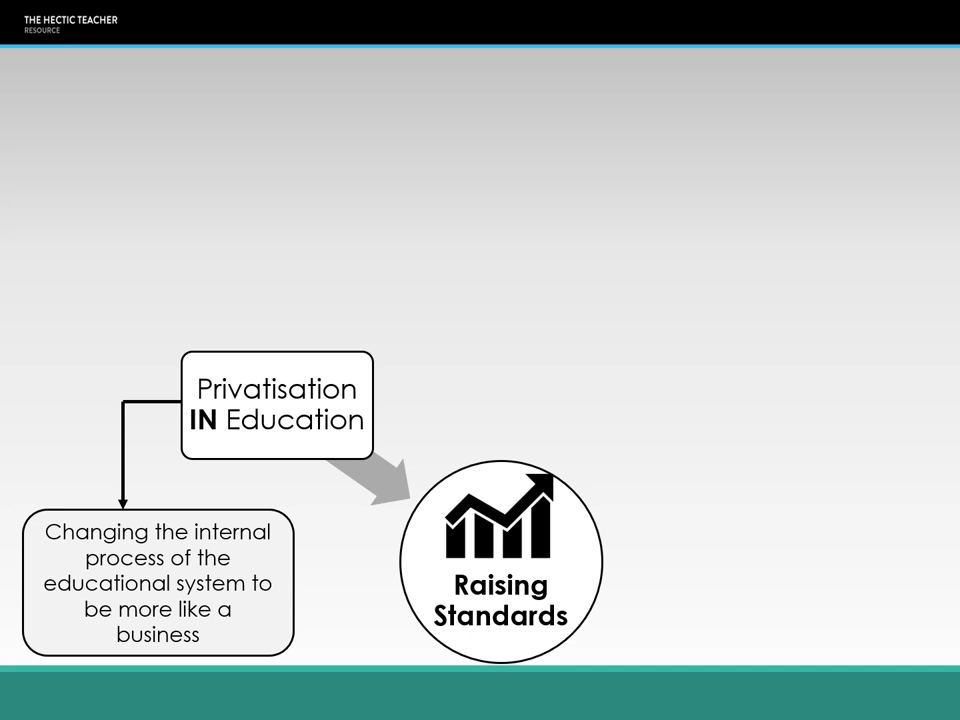 THE HECTIC TEACHER
RESOURCE
Privatisation
IN Education
Changing the internal
process of the
educational system to
be more like a
business
Raising
Standards